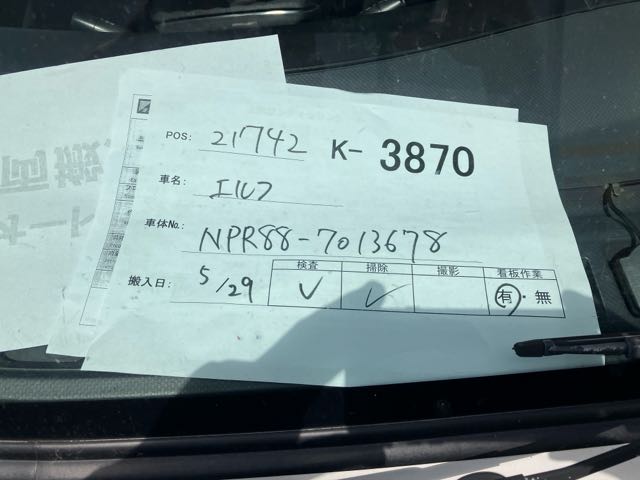 POS: 21742 K- 3870
車名: エルフ
車体No. NPR88-7013678
検査 掃除 撮影 看板作業
搬入日: 5/29 ✓ ✓ 有・無